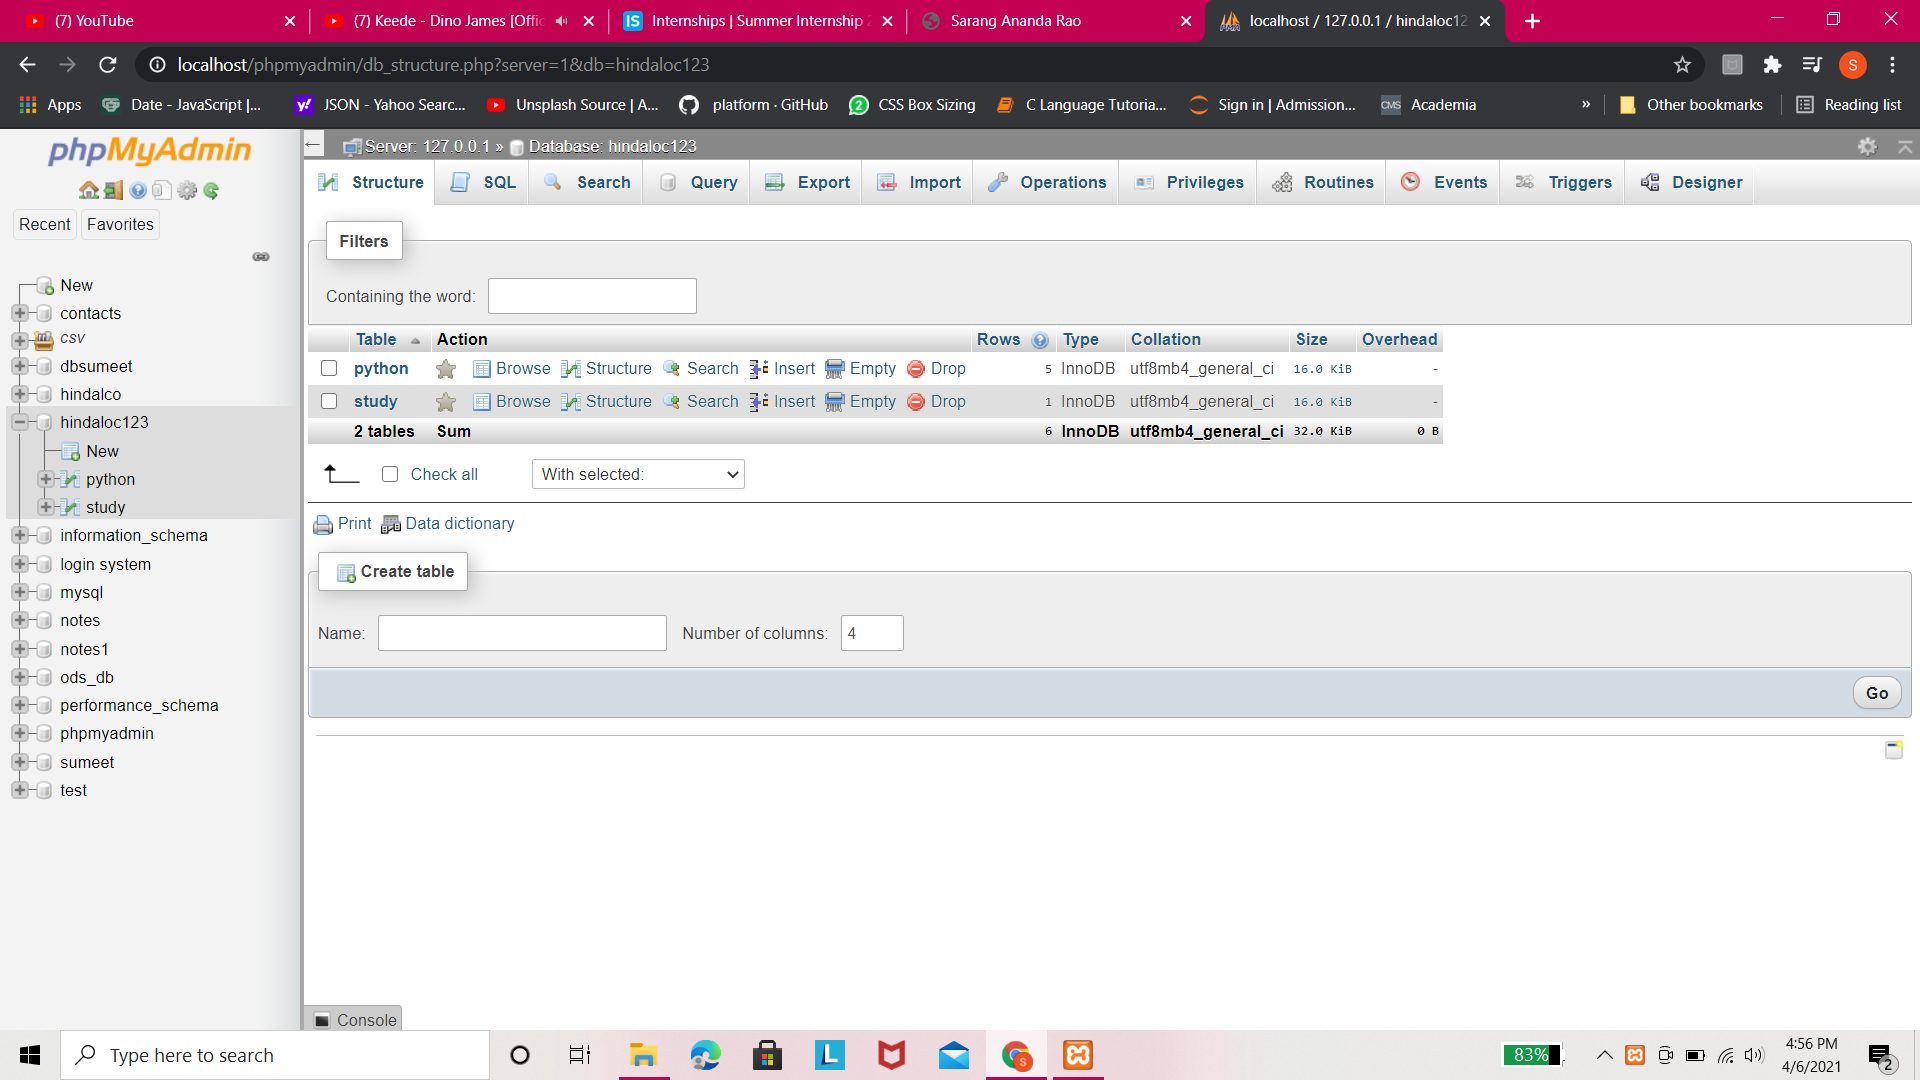 (7) YouTube
(7) Keede - Dino James [Offic
Internships | Summer Internship 2
Sarang Ananda Rao
localhost / 127.0.0.1 / hindaloc12
localhost/phpmyadmin/db_structure.php?server=1&db=hindaloc123
S
Apps
Date - JavaScript |...
JSON - Yahoo Searc...
Unsplash Source | A...
platform · GitHub
CSS Box Sizing
C Language Tutoria...
Sign in | Admission...
CMS Academia
»
Other bookmarks
Reading list
phpMyAdmin
Recent
Favorites
New
contacts
csv
dbsumeet
hindalco
hindaloc123
New
python
study
information_schema
login system
mysql
notes
notes1
ods_db
performance_schema
phpmyadmin
sumeet
test
Server: 127.0.0.1 » Database: hindaloc123
Structure SQL Search Query Export Import Operations Privileges Routines Events Triggers Designer
Filters
Containing the word:
Table Action Rows Type Collation Size Overhead
python Browse Structure Search Insert Empty Drop 5 InnoDB utf8mb4_general_ci 16.0 KiB -
study Browse Structure Search Insert Empty Drop 1 InnoDB utf8mb4_general_ci 16.0 KiB -
2 tables Sum 6 InnoDB utf8mb4_general_ci 32.0 KiB 0 B
Check all With selected:
Print Data dictionary
Create table
Name: Number of columns: 4
Go
Console
Type here to search
83%
4:56 PM
4/6/2021
2